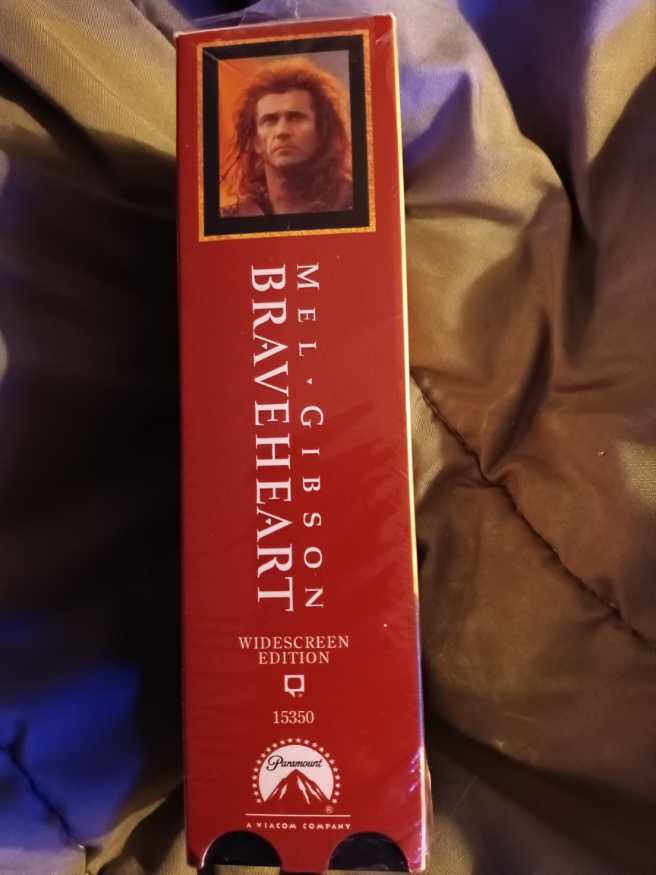 MEL · GIBSON
BRAVEHEART
WIDESCREEN
EDITION
®
15350
Paramount
®
A VIACOM COMPANY